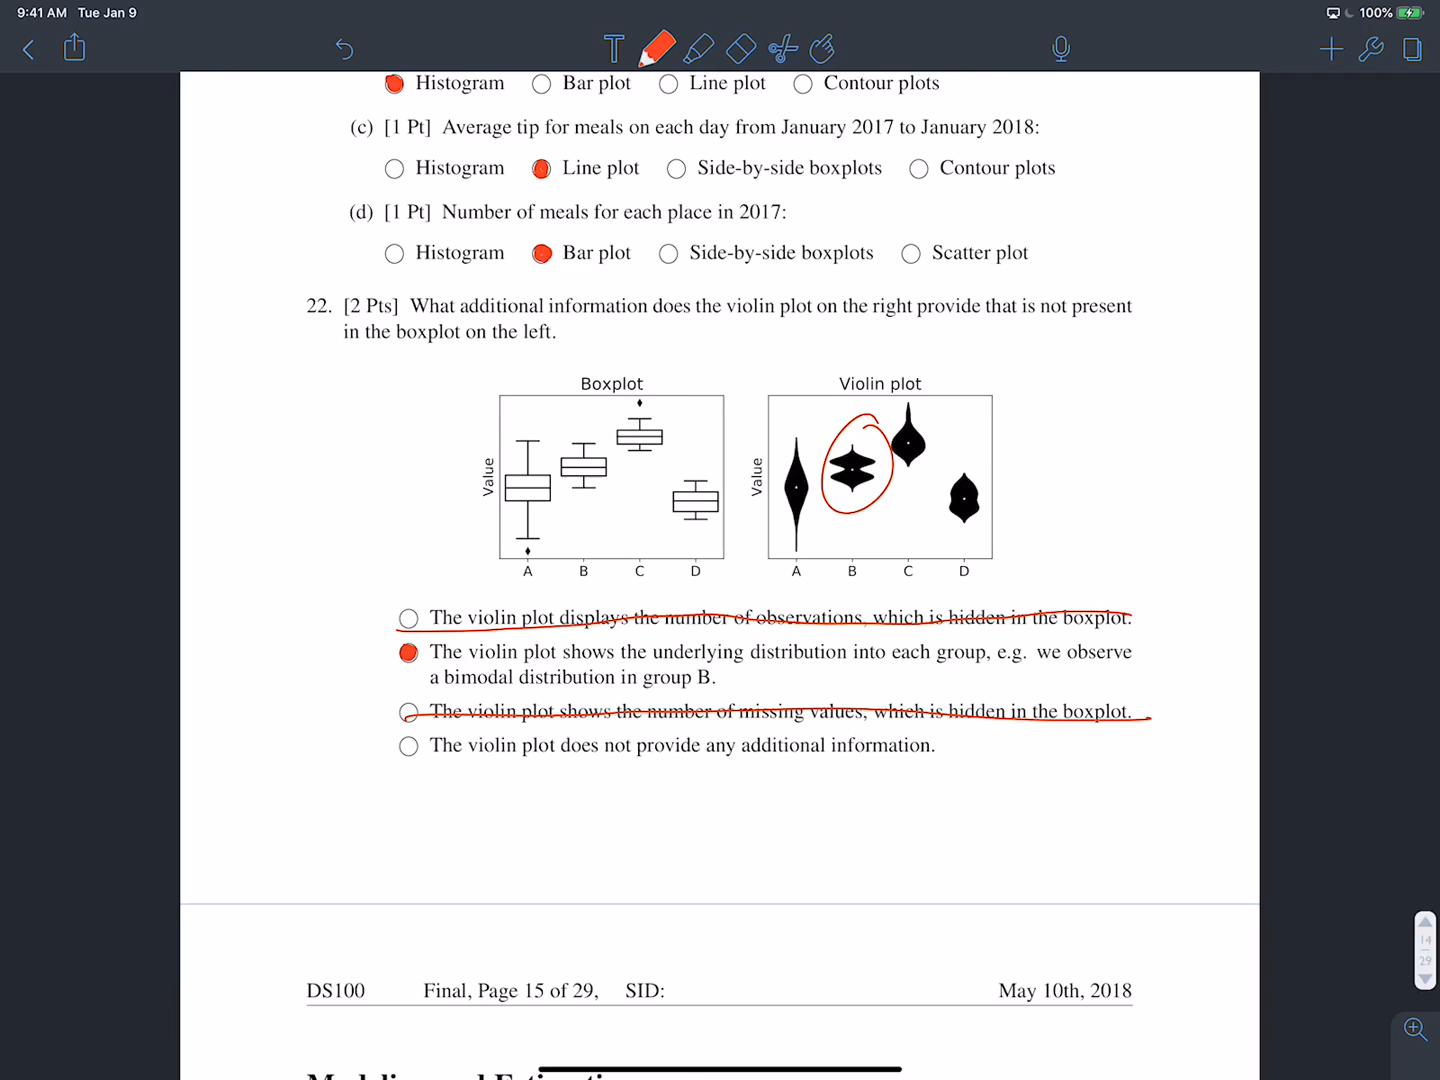 9:41 AM Tue Jan 9
100%
Histogram Bar plot Line plot Contour plots
(c) [1 Pt] Average tip for meals on each day from January 2017 to January 2018:
Histogram Line plot Side-by-side boxplots Contour plots
(d) [1 Pt] Number of meals for each place in 2017:
Histogram Bar plot Side-by-side boxplots Scatter plot
22. [2 Pts] What additional information does the violin plot on the right provide that is not present
in the boxplot on the left.
Boxplot
Value
A B C D
Violin plot
Value
A B C D
The violin plot displays the number of observations, which is hidden in the boxplot.
The violin plot shows the underlying distribution into each group, e.g. we observe
a bimodal distribution in group B.
The violin plot shows the number of missing values, which is hidden in the boxplot.
The violin plot does not provide any additional information.
14
29
DS100 Final, Page 15 of 29, SID: May 10th, 2018